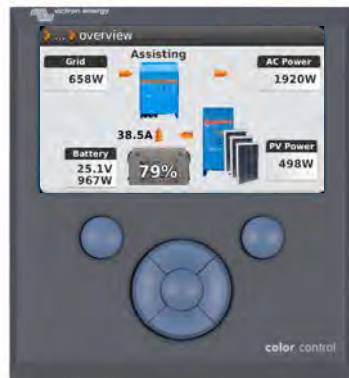 victron energy
... overview
Assisting
Grid
658W
AC Power
1920W
38.5A
Battery
25.1V
967W
79%
PV Power
498W
color control